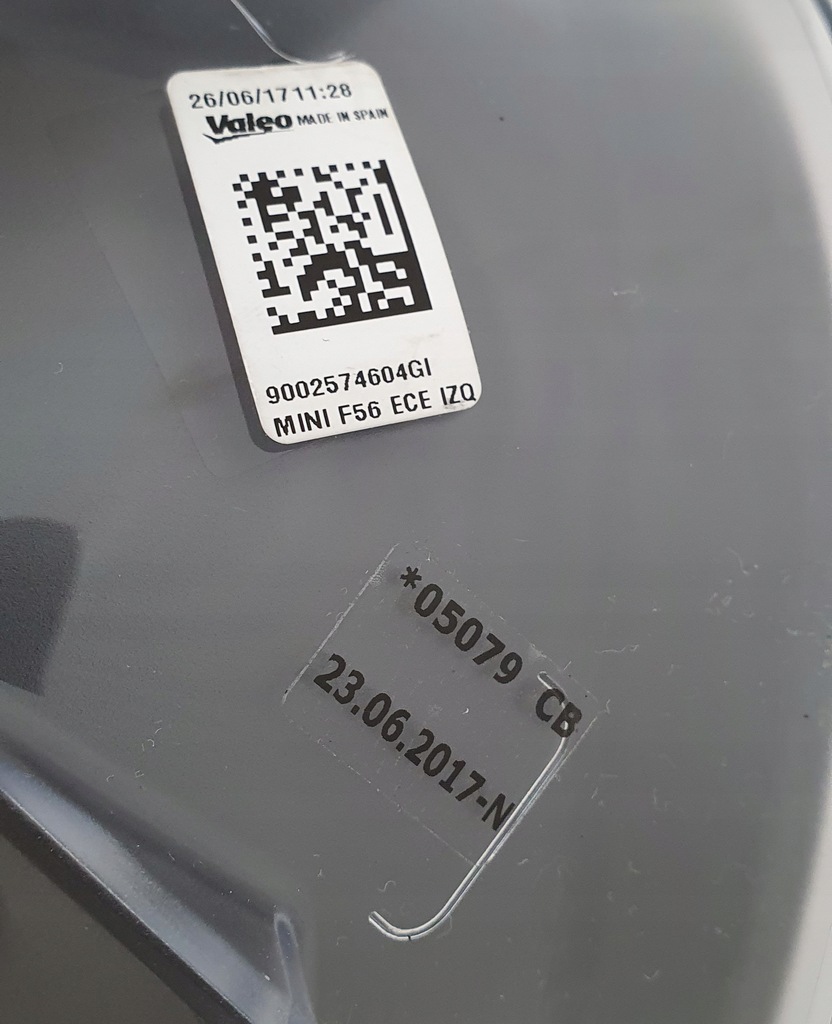 26/06/17 11:28
Valeo MADE IN SPAIN
9002574604GI
MINI F56 ECE IZQ
*05079 CB
23.06.2017-N